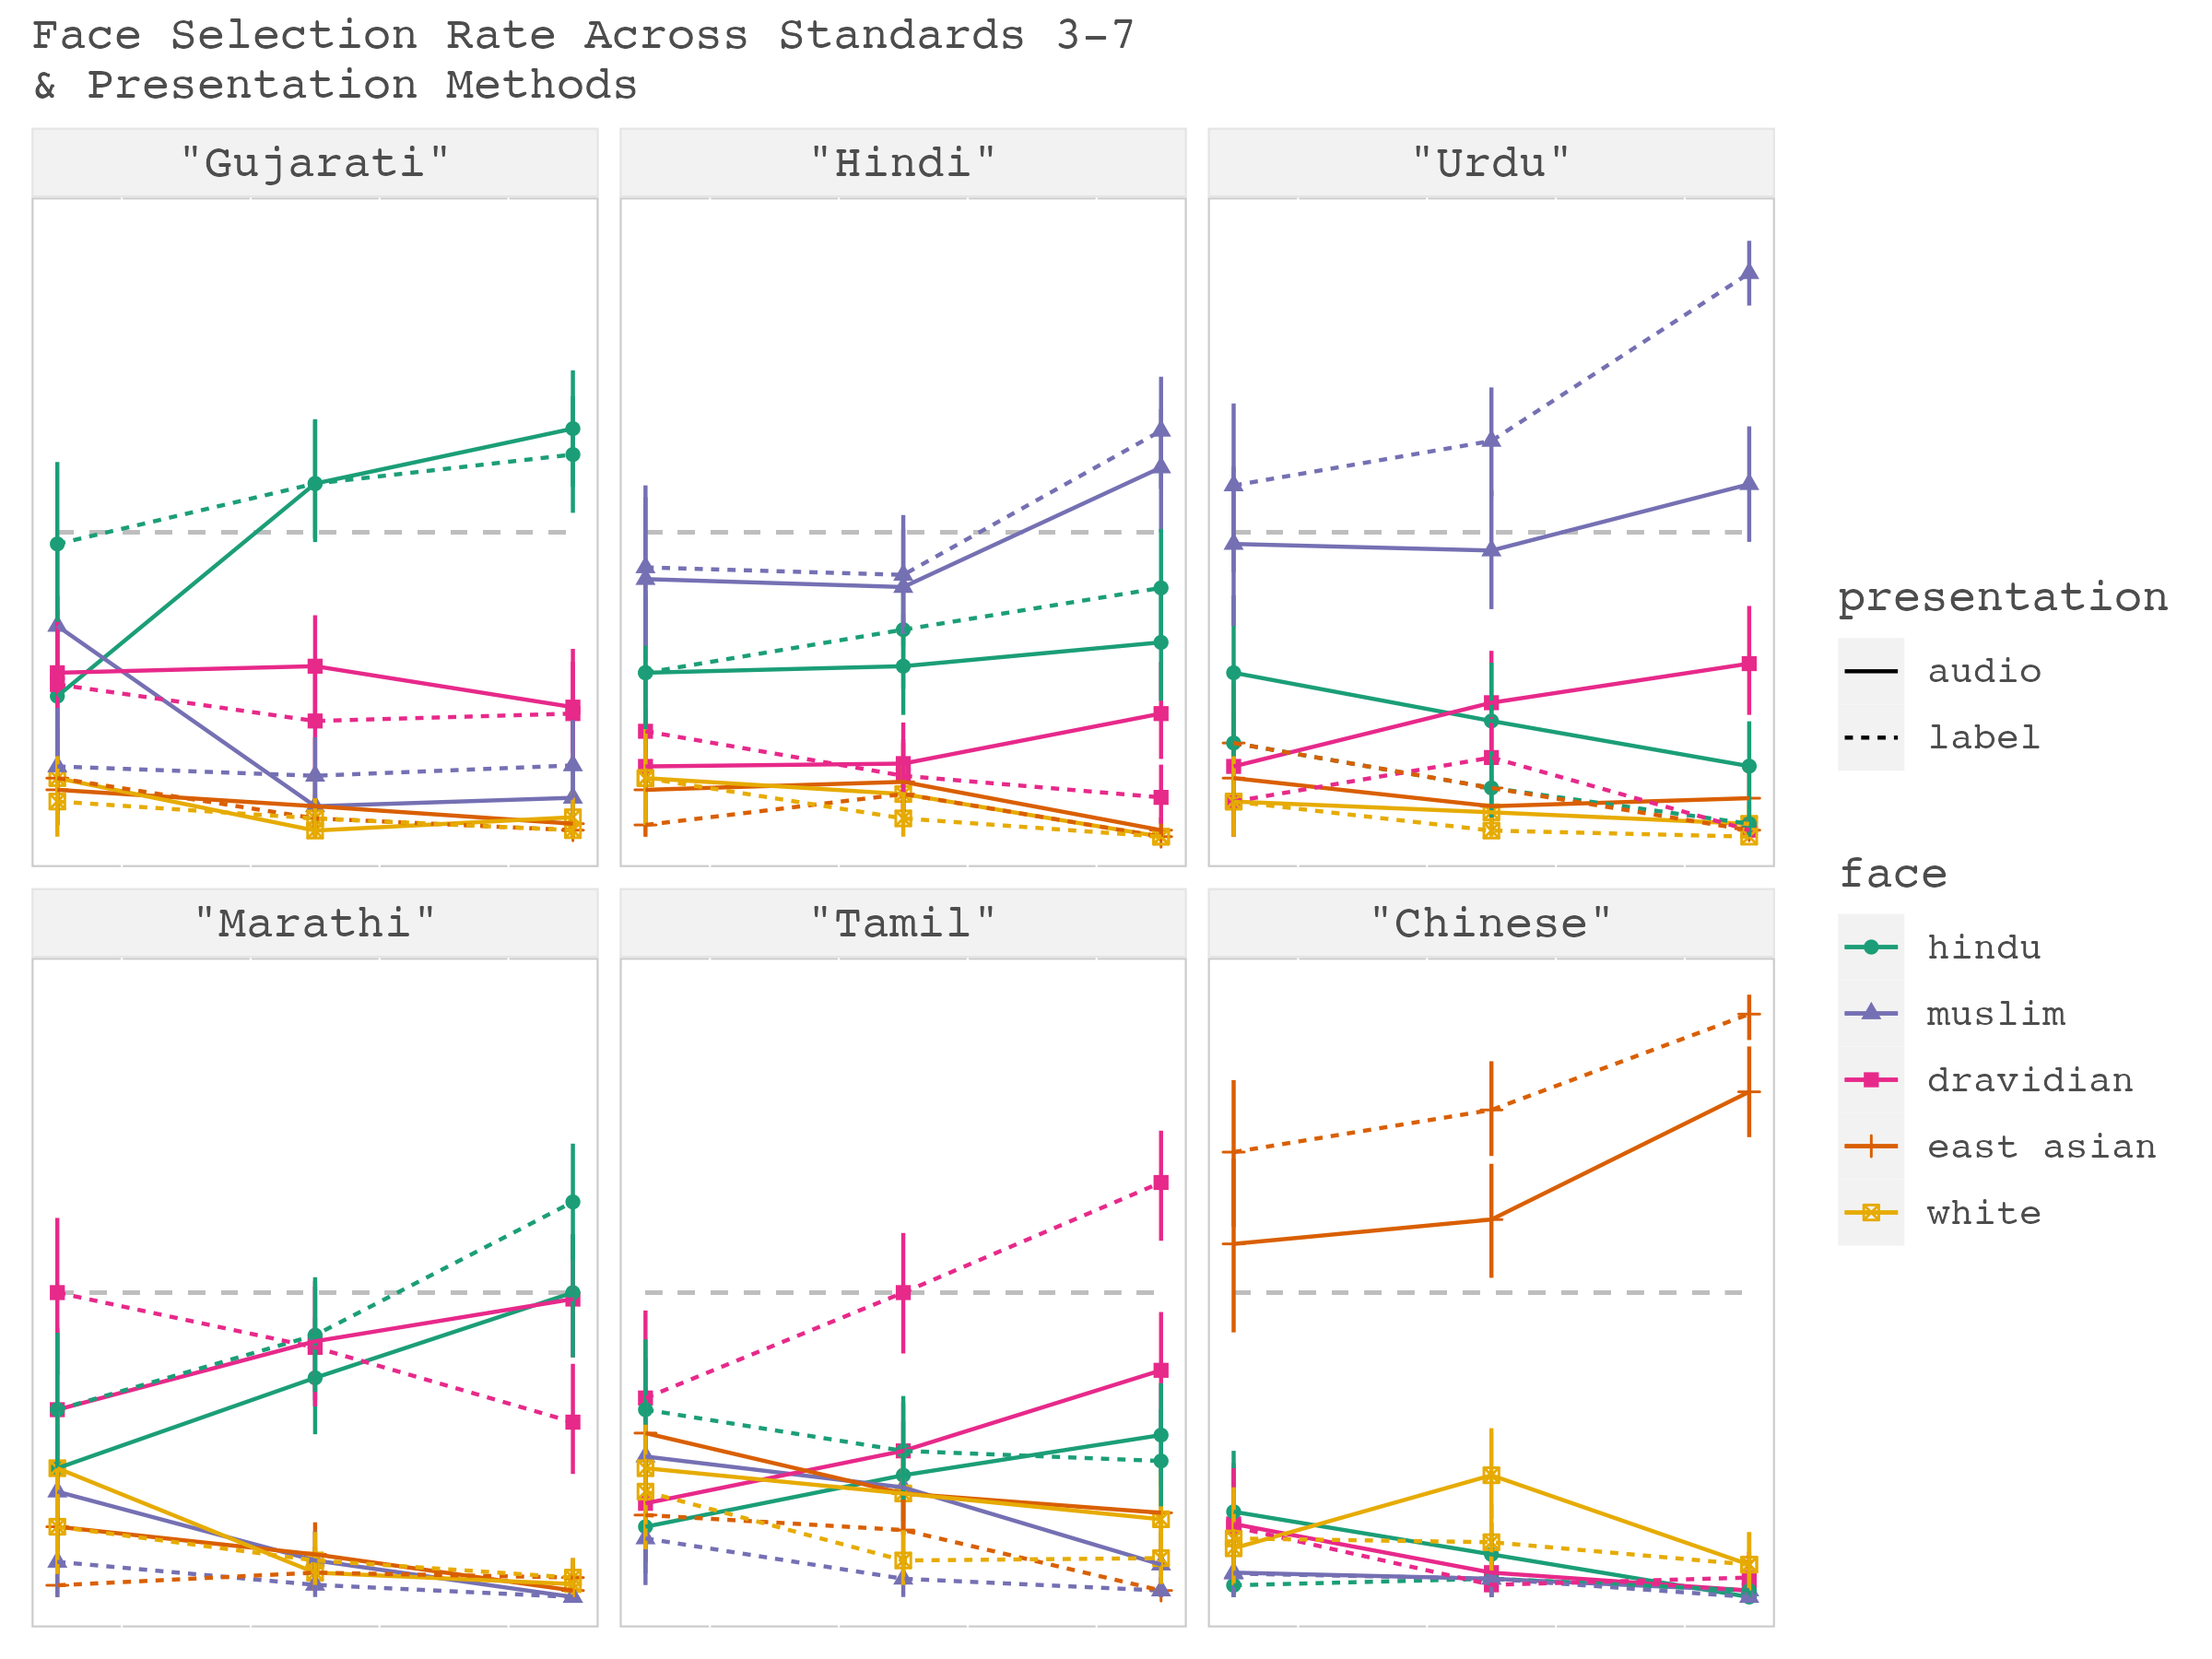 Face Selection Rate Across Standards 3-7
& Presentation Methods
"Gujarati"
"Hindi"
"Urdu"
"Marathi"
"Tamil"
"Chinese"
presentation
audio
label
face
hindu
muslim
dravidian
east asian
white